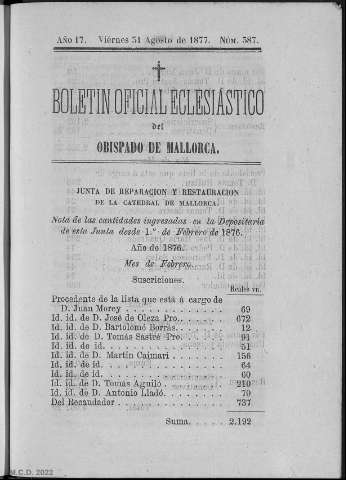 Año 17. Viérnes 31 Agosto de 1877. Núm. 387.
BOLETIN OFICIAL ECLESIÁSTICO
del
OBISPADO DE MALLORCA.
JUNTA DE REPARACION Y RESTAURACION
DE LA CATEDRAL DE MALLORCA.
Nota de las cantidades ingresadas en la Depositaría
de esta Junta desde 1.º de Febrero de 1876.
Año de 1876.
Mes de Febrero.
Suscriciones.
Reales vn.
Procedente de la lista que está á cargo de
D. Juan Morey . . . . . . . . . . . 69
Id. id. de D. José de Oleza Pro. . . . . . 672
Id. id. de D. Bartolomé Borrás. . . . . . 12
Id. id. de D. Tomás Sastre Pro. . . . . . 91
Id. id. de id. . . . . . . . . . . . 51
Id. id. de D. Martin Caimari . . . . . . 156
Id. id. de id. . . . . . . . . . . . 64
Id. id. de id. . . . . . . . . . . . 60
Id. id. de D. Tomás Aguiló . . . . . . . 210
Id. id. de D. Antonio Lladó. . . . . . . 70
Del Recaudador . . . . . . . . . . 737
Suma. . . . . . 2.192
M.C.D. 2022